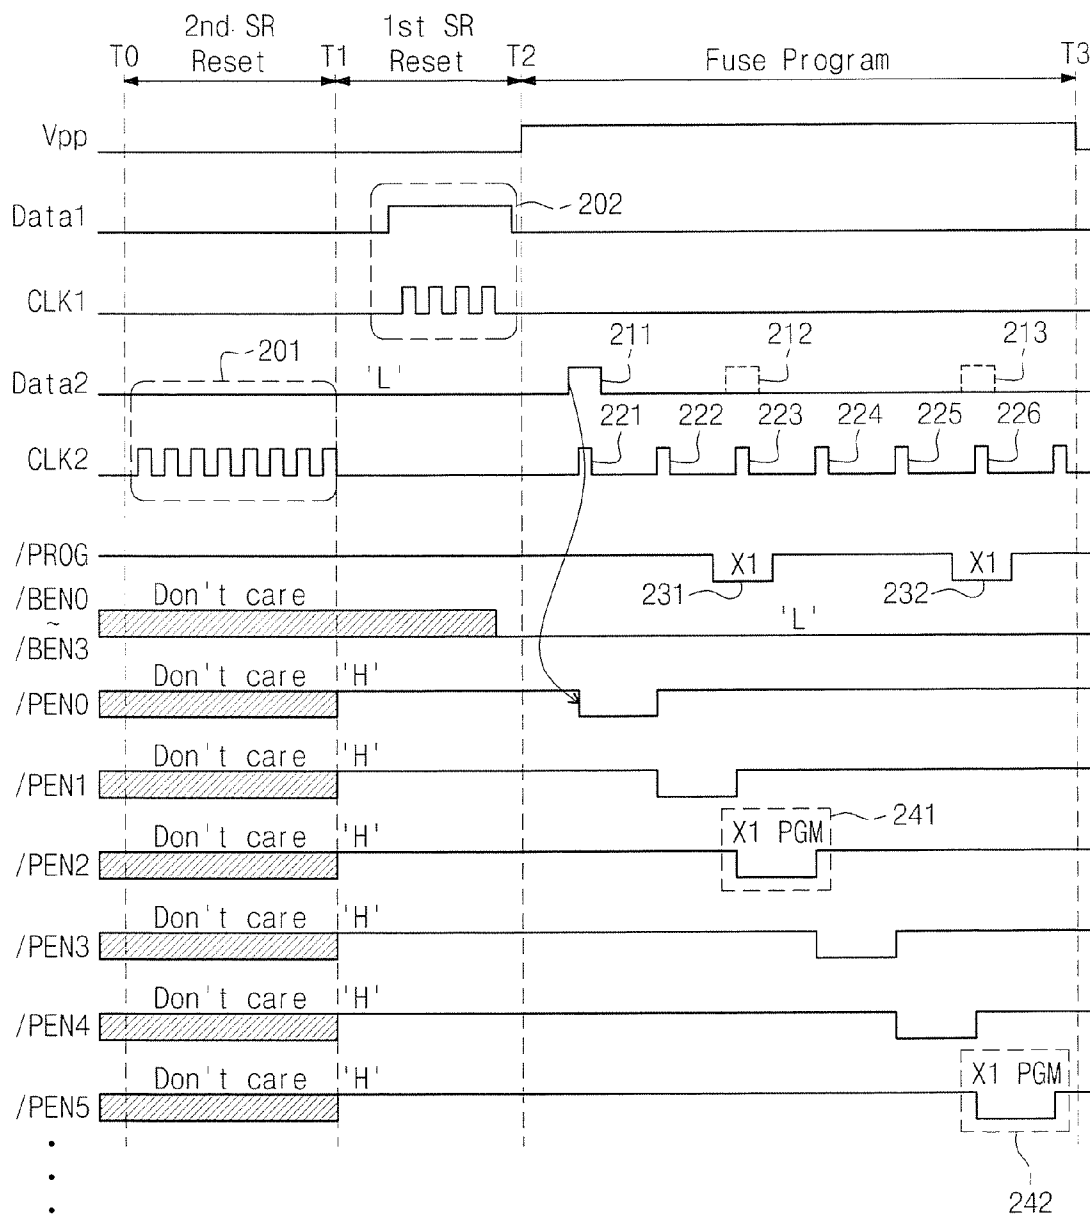 2nd SR 1st SR
T0 Reset T1 Reset T2 Fuse Program T3
Vpp
Data1 202
CLK1
201 211 212 213
Data2 'L'
221 222 223 224 225 226
CLK2
/PROG X1 X1
231 232
/BEN0 Don't care
~ 'L'
/BEN3
Don't care 'H'
/PEN0
Don't care 'H'
/PEN1
241
Don't care 'H' X1 PGM
/PEN2
Don't care 'H'
/PEN3
Don't care 'H'
/PEN4
Don't care 'H' X1 PGM
/PEN5
242